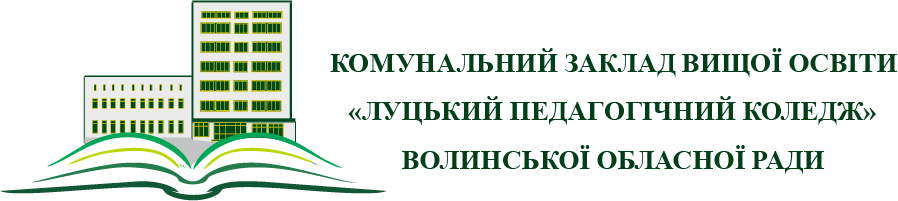 КОМУНАЛЬНИЙ ЗАКЛАД ВИЩОЇ ОСВІТИ
«ЛУЦЬКИЙ ПЕДАГОГІЧНИЙ КОЛЕДЖ»
ВОЛИНСЬКОЇ ОБЛАСНОЇ РАДИ